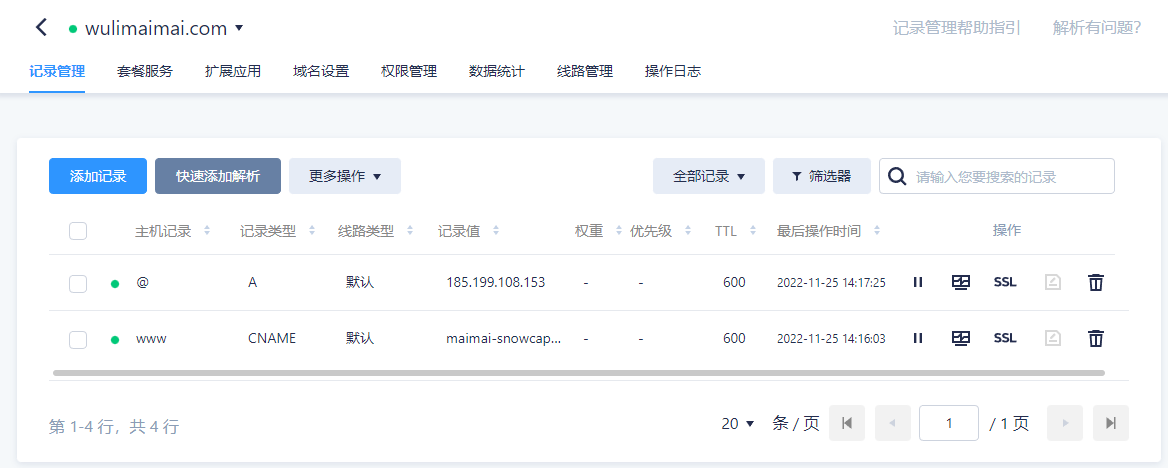 wulimaimai.com 记录管理帮助指引 解析有问题?
记录管理 套餐服务 扩展应用 域名设置 权限管理 数据统计 线路管理 操作日志
添加记录 快速添加解析 更多操作 全部记录 筛选器 请输入您要搜索的记录
主机记录 记录类型 线路类型 记录值 权重 优先级 TTL 最后操作时间 操作
@ A 默认 185.199.108.153 - - 600 2022-11-25 14:17:25 SSL
www CNAME 默认 maimai-snowcap... - - 600 2022-11-25 14:16:03 SSL
第 1-4 行，共 4 行 20 条 / 页 1 / 1 页